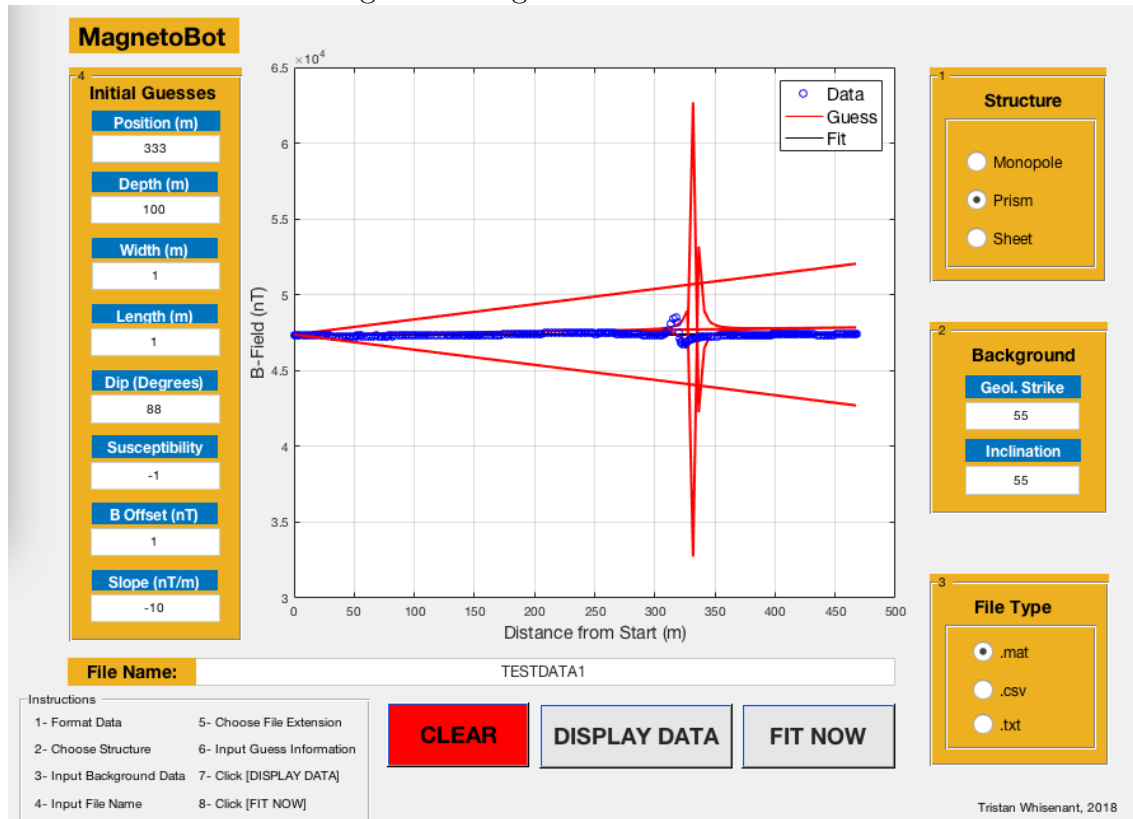 MagnetoBot
4
Initial Guesses
Position (m)
333
Depth (m)
100
Width (m)
1
Length (m)
1
Dip (Degrees)
88
Susceptibility
-1
B Offset (nT)
1
Slope (nT/m)
-10
×10⁴
6.5
6
5.5
5
4.5
4
3.5
3
B-Field (nT)
0 50 100 150 200 250 300 350 400 450 500
Distance from Start (m)
Data
Guess
Fit
1
Structure
Monopole
Prism
Sheet
2
Background
Geol. Strike
55
Inclination
55
3
File Type
.mat
.csv
.txt
File Name: TESTDATA1
Instructions
1- Format Data
2- Choose Structure
3- Input Background Data
4- Input File Name
5- Choose File Extension
6- Input Guess Information
7- Click [DISPLAY DATA]
8- Click [FIT NOW]
CLEAR
DISPLAY DATA
FIT NOW
Tristan Whisenant, 2018